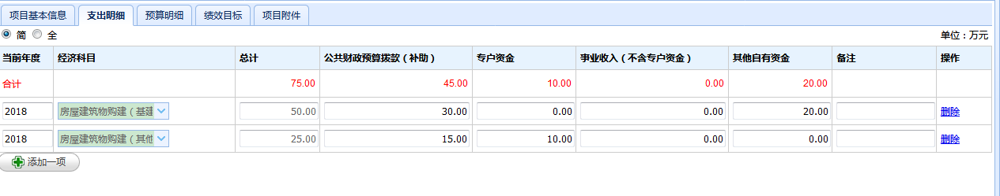 项目基本信息 支出明细 预算明细 绩效目标 项目附件
简 全 单位：万元
当前年度 经济科目 总计 公共财政预算拨款（补助） 专户资金 事业收入（不含专户资金） 其他自有资金 备注 操作
合计 75.00 45.00 10.00 0.00 20.00
2018 房屋建筑物购建（基建 50.00 30.00 0.00 0.00 20.00 删除
2018 房屋建筑物购建（其他 25.00 15.00 10.00 0.00 0.00 删除
添加一项